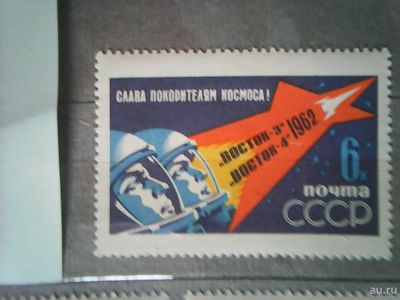 СЛАВА ПОКОРИТЕЛЯМ КОСМОСА!
„ВОСТОК-3"
„ВОСТОК-4" 1962
6к
почта
СССР
au.ru